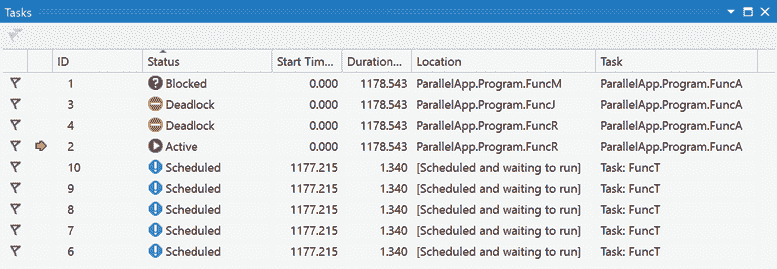 Tasks
ID Status Start Tim... Duration... Location Task
1 Blocked 0.000 1178.543 ParallelApp.Program.FuncM ParallelApp.Program.FuncA
3 Deadlock 0.000 1178.543 ParallelApp.Program.FuncJ ParallelApp.Program.FuncA
4 Deadlock 0.000 1178.543 ParallelApp.Program.FuncR ParallelApp.Program.FuncA
2 Active 0.000 1178.543 ParallelApp.Program.FuncR ParallelApp.Program.FuncA
10 Scheduled 1177.215 1.340 [Scheduled and waiting to run] Task: FuncT
9 Scheduled 1177.215 1.340 [Scheduled and waiting to run] Task: FuncT
8 Scheduled 1177.215 1.340 [Scheduled and waiting to run] Task: FuncT
7 Scheduled 1177.215 1.340 [Scheduled and waiting to run] Task: FuncT
6 Scheduled 1177.215 1.340 [Scheduled and waiting to run] Task: FuncT